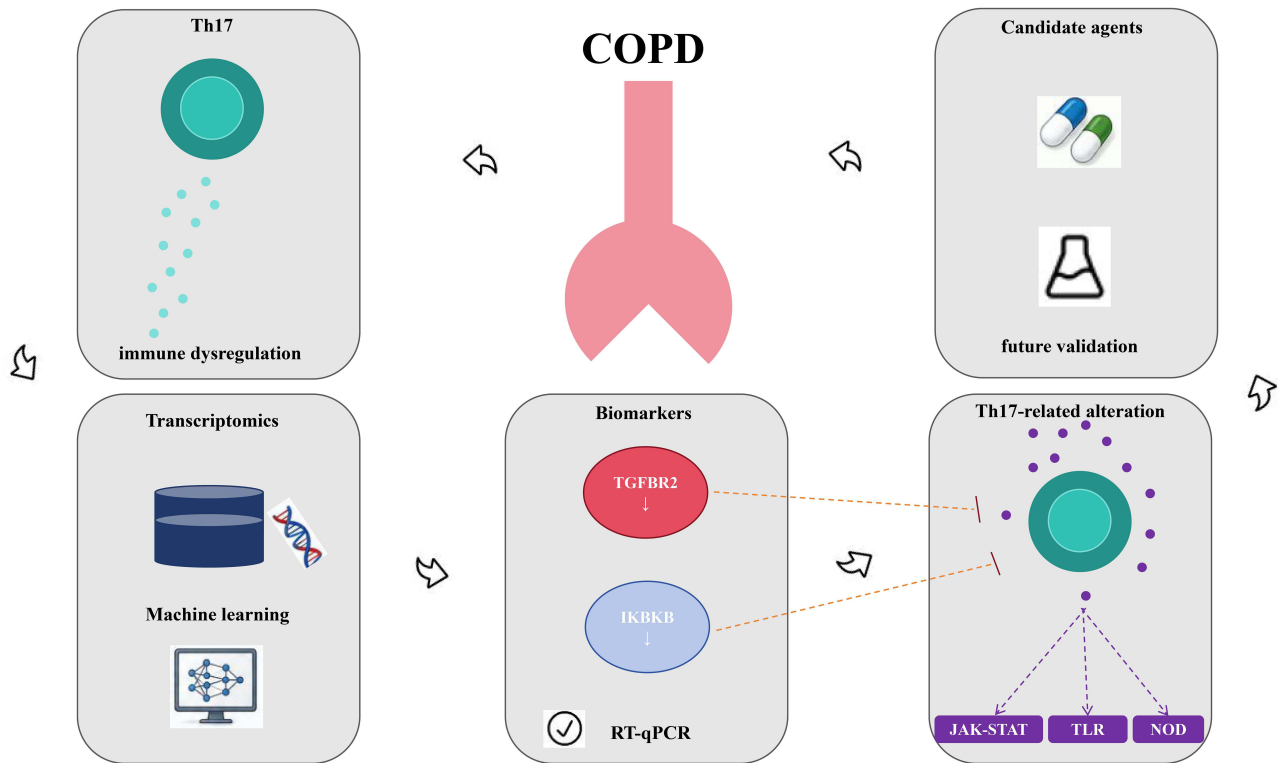 COPD
Th17
immune dysregulation
Transcriptomics
Machine learning
Biomarkers
TGFBR2
↓
IKBKB
↓
RT-qPCR
Th17-related alteration
JAK-STAT
TLR
NOD
Candidate agents
future validation